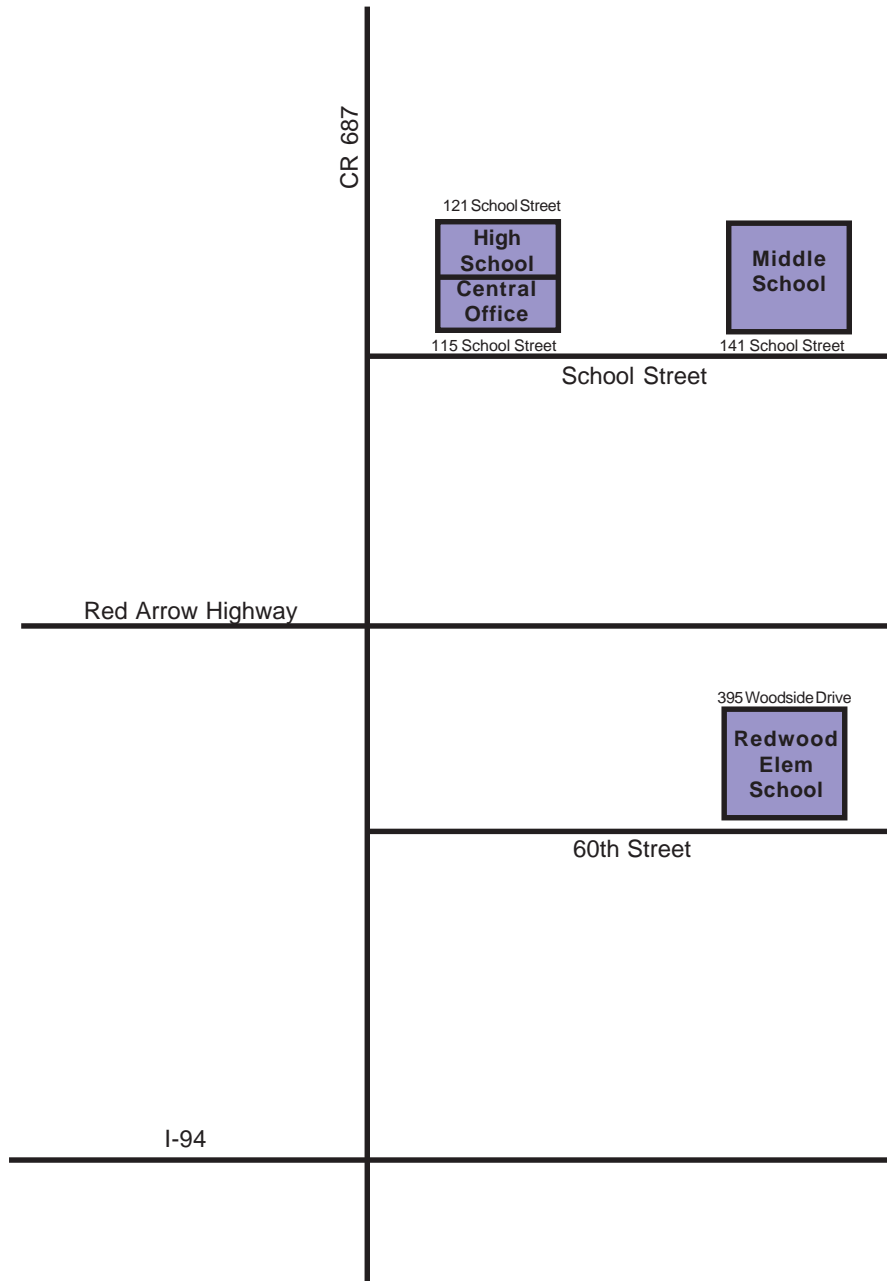 CR 687
121 School Street
High
School
Central
Office
115 School Street
Middle
School
141 School Street
School Street
Red Arrow Highway
395 Woodside Drive
Redwood
Elem
School
60th Street
I-94